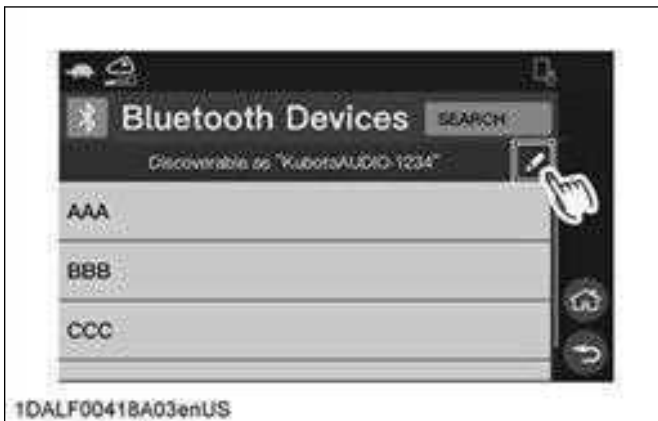 Bluetooth Devices SEARCH
Discoverable as "KubotaAUDIO-1234"
AAA
BBB
CCC
1DALF00418A03enUS